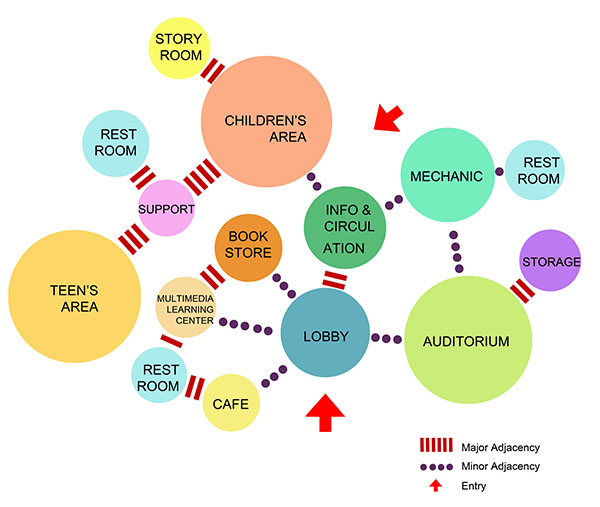 STORY
ROOM
CHILDREN'S
AREA
REST
ROOM
MECHANIC
REST
ROOM
SUPPORT
INFO &
CIRCUL
ATION
BOOK
STORE
STORAGE
TEEN'S
AREA
MULTIMEDIA
LEARNING
CENTER
LOBBY
AUDITORIUM
REST
ROOM
CAFE
Major Adjacency
Minor Adjacency
Entry